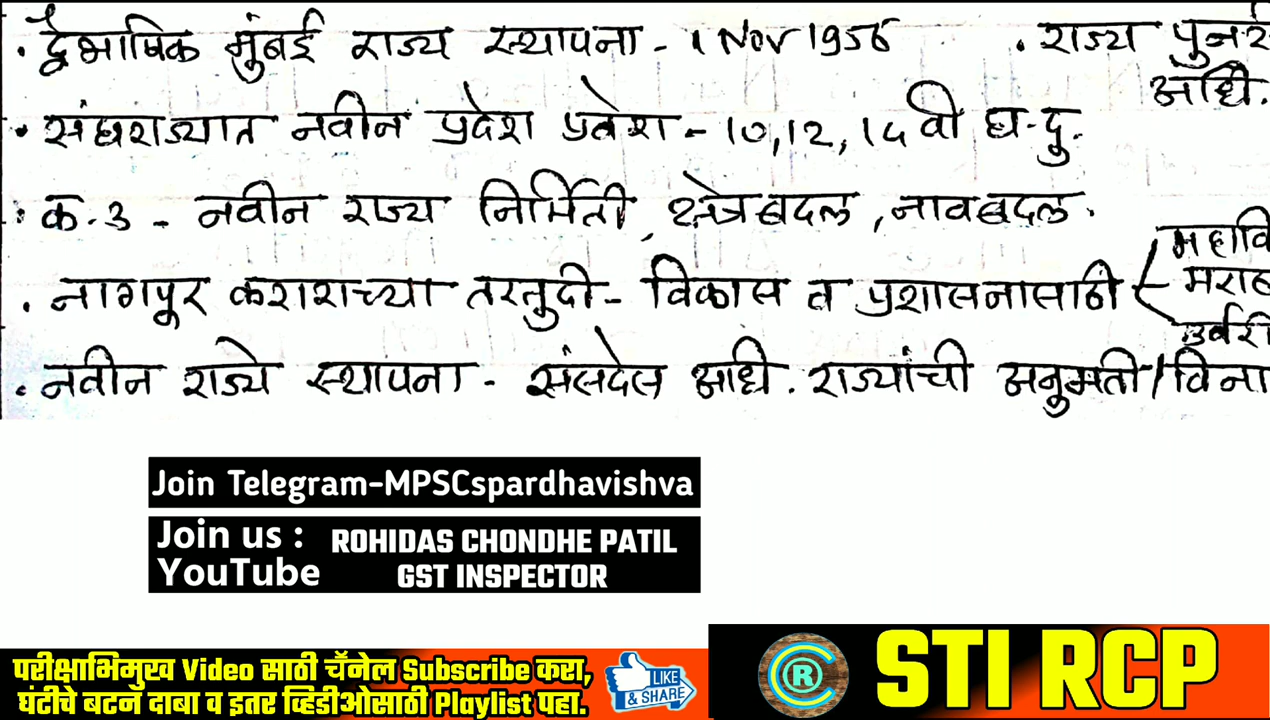 • द्वैभाषिक मुंबई राज्य स्थापना - 1 Nov 1956 • राज्य पुनर्र
अधि.
• संघराज्यात नवीन प्रदेश प्रवेश - 10, 12, 14 वी घ.दु.
• क. 3 - नवीन राज्य निर्मिती, क्षेत्रबदल, नावबदल.
महावि
• नागपूर कराराच्या तरतुदी - विकास व प्रशासनासाठी मराठ
उर्वरी
• नवीन राज्ये स्थापना - संसदेस अधि. राज्यांची अनुमती / विना
Join Telegram-MPSCspardhavishva
Join us : ROHIDAS CHONDHE PATIL
YouTube GST INSPECTOR
STI RCP
परीक्षाभिमुख Video साठी चॅनेल Subscribe करा,
घंटीचे बटन दाबा व इतर व्हिडीओसाठी Playlist पहा.
LIKE
& SHARE
R